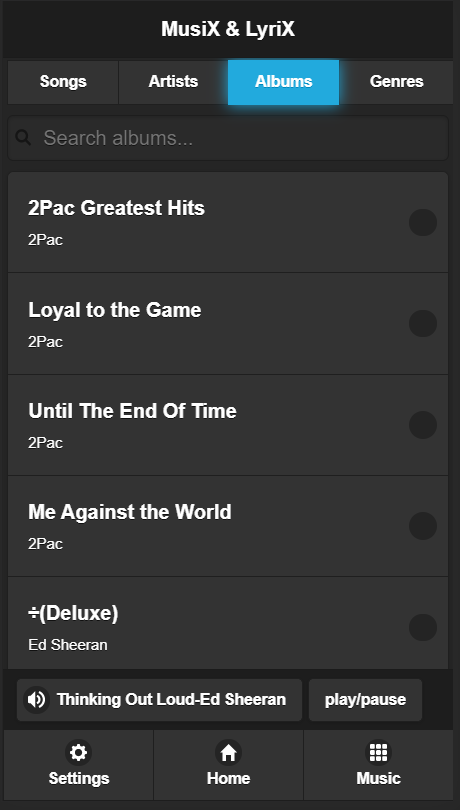 MusiX & LyriX
Songs Artists Albums Genres
Search albums...
2Pac Greatest Hits
2Pac
Loyal to the Game
2Pac
Until The End Of Time
2Pac
Me Against the World
2Pac
÷(Deluxe)
Ed Sheeran
Thinking Out Loud-Ed Sheeran play/pause
Settings Home Music